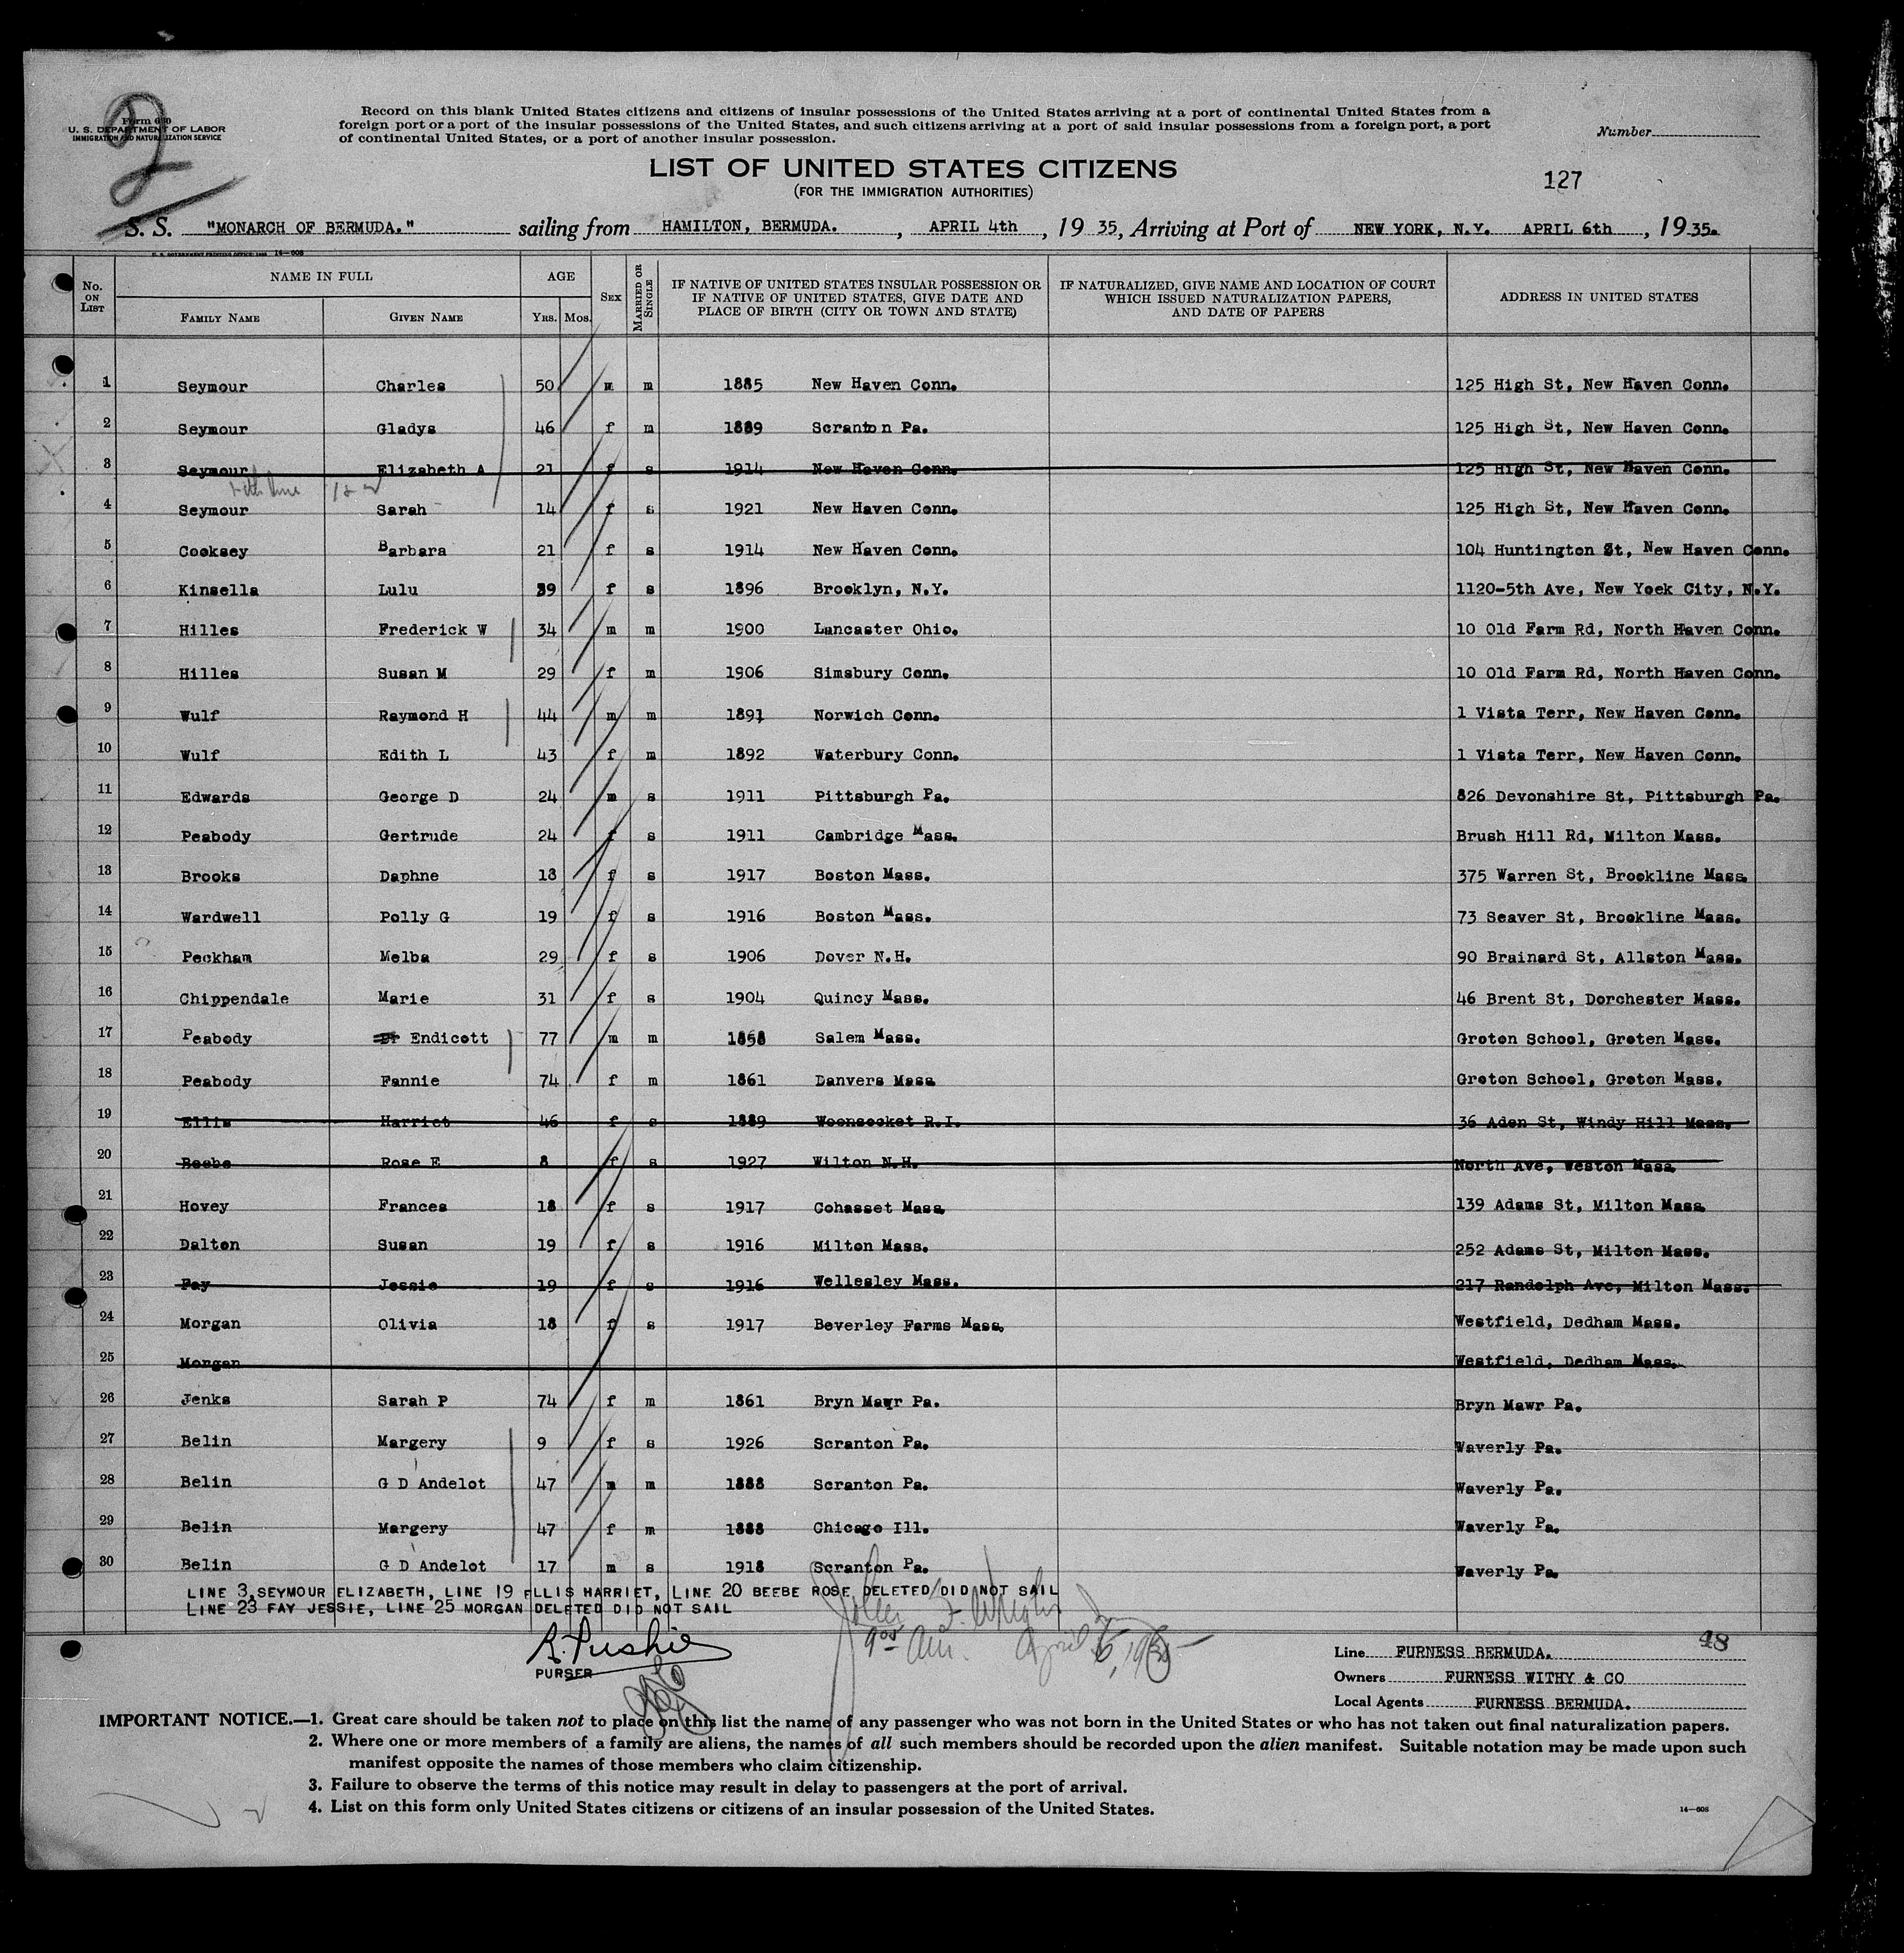 2
Form 630
U. S. DEPARTMENT OF LABOR
IMMIGRATION AND NATURALIZATION SERVICE
Record on this blank United States citizens and citizens of insular possessions of the United States arriving at a port of continental United States from a
foreign port or a port of the insular possessions of the United States, and such citizens arriving at a port of said insular possessions from a foreign port, a port
of continental United States, or a port of another insular possession.
Number
LIST OF UNITED STATES CITIZENS
(FOR THE IMMIGRATION AUTHORITIES)
127
S. S. "MONARCH OF BERMUDA." sailing from HAMILTON, BERMUDA. , APRIL 4th , 19 35, Arriving at Port of NEW YORK, N.Y. APRIL 6th , 19 35.
14—608
No. ON LIST NAME IN FULL FAMILY NAME GIVEN NAME AGE YRS. MOS. SEX MARRIED OR SINGLE IF NATIVE OF UNITED STATES INSULAR POSSESSION OR IF NATIVE OF UNITED STATES, GIVE DATE AND PLACE OF BIRTH (CITY OR TOWN AND STATE) IF NATURALIZED, GIVE NAME AND LOCATION OF COURT WHICH ISSUED NATURALIZATION PAPERS, AND DATE OF PAPERS ADDRESS IN UNITED STATES
1 Seymour Charles 50 m m 1885 New Haven Conn. 125 High St, New Haven Conn.
2 Seymour Gladys 46 f m 1889 Scranton Pa. 125 High St, New Haven Conn.
3 Seymour Elizabeth A 21 f s 1914 New Haven Conn. 125 High St, New Haven Conn.
4 Seymour Sarah 14 f s 1921 New Haven Conn. 125 High St, New Haven Conn.
5 Cooksey Barbara 21 f s 1914 New Haven Conn. 104 Huntington St, New Haven Conn.
6 Kinsella Lulu 39 f s 1896 Brooklyn, N.Y. 1120-5th Ave, New Yoek City, N.Y.
7 Hilles Frederick W 34 m m 1900 Lancaster Ohio. 10 Old Farm Rd, North Haven Conn.
8 Hilles Susan M 29 f m 1906 Simsbury Conn. 10 Old Farm Rd, North Haven Conn.
9 Wulf Raymond H 44 m m 1891 Norwich Conn. 1 Vista Terr, New Haven Conn.
10 Wulf Edith L 43 f m 1892 Waterbury Conn. 1 Vista Terr, New Haven Conn.
11 Edwards George D 24 m s 1911 Pittsburgh Pa. 826 Devonshire St, Pittsburgh Pa.
12 Peabody Gertrude 24 f s 1911 Cambridge Mass. Brush Hill Rd, Milton Mass.
13 Brooks Daphne 18 f s 1917 Boston Mass. 375 Warren St, Brookline Mass
14 Wardwell Polly G 19 f s 1916 Boston Mass. 73 Seaver St, Brookline Mass.
15 Peckham Melba 29 f s 1906 Dover N.H. 90 Brainard St, Allston Mass.
16 Chippendale Marie 31 f s 1904 Quincy Mass. 46 Brent St, Dorchester Mass.
17 Peabody Endicott 77 m m 1858 Salem Mass. Groton School, Groten Mass.
18 Peabody Fannie 74 f m 1861 Danvers Mass Groton School, Groton Mass.
19 Ellis Harriet 46 f s 1889 Woonsocket R.I. 36 Aden St, Windy Hill Mass.
20 Beebe Rose E 8 f s 1927 Wilton N.H. North Ave, Weston Mass
21 Hovey Frances 18 f s 1917 Cohasset Mass 139 Adams St, Milton Mass
22 Dalton Susan 19 f s 1916 Milton Mass. 252 Adams St, Milton Mass.
23 Fay Jessie 19 f s 1916 Wellesley Mass. 217 Randolph Ave, Milton Mass.
24 Morgan Olivia 18 f s 1917 Beverley Farms Mass. Westfield, Dedham Mass.
25 Morgan Westfield, Dedham Mass.
26 Jenks Sarah P 74 f m 1861 Bryn Mawr Pa. Bryn Mawr Pa.
27 Belin Margery 9 f s 1926 Scranton Pa. Waverly Pa.
28 Belin G D Andelot 47 m m 1888 Scranton Pa. Waverly Pa.
29 Belin Margery 47 f m 1888 Chicago Ill. Waverly Pa.
30 Belin G D Andelot 17 m s 1918 Scranton Pa. Waverly Pa
LINE 3, SEYMOUR ELIZABETH, LINE 19 ELLIS HARRIET, LINE 20 BEEBE ROSE DELETED DID NOT SAIL
LINE 23 FAY JESSIE, LINE 25 MORGAN DELETED DID NOT SAIL
R. Pushie
PURSER
April 6, 1935
48
Line FURNESS BERMUDA.
Owners FURNESS WITHY & CO
Local Agents FURNESS BERMUDA.
IMPORTANT NOTICE.—1. Great care should be taken not to place on this list the name of any passenger who was not born in the United States or who has not taken out final naturalization papers.
2. Where one or more members of a family are aliens, the names of all such members should be recorded upon the alien manifest. Suitable notation may be made upon such
manifest opposite the names of those members who claim citizenship.
3. Failure to observe the terms of this notice may result in delay to passengers at the port of arrival.
4. List on this form only United States citizens or citizens of an insular possession of the United States.
14—608